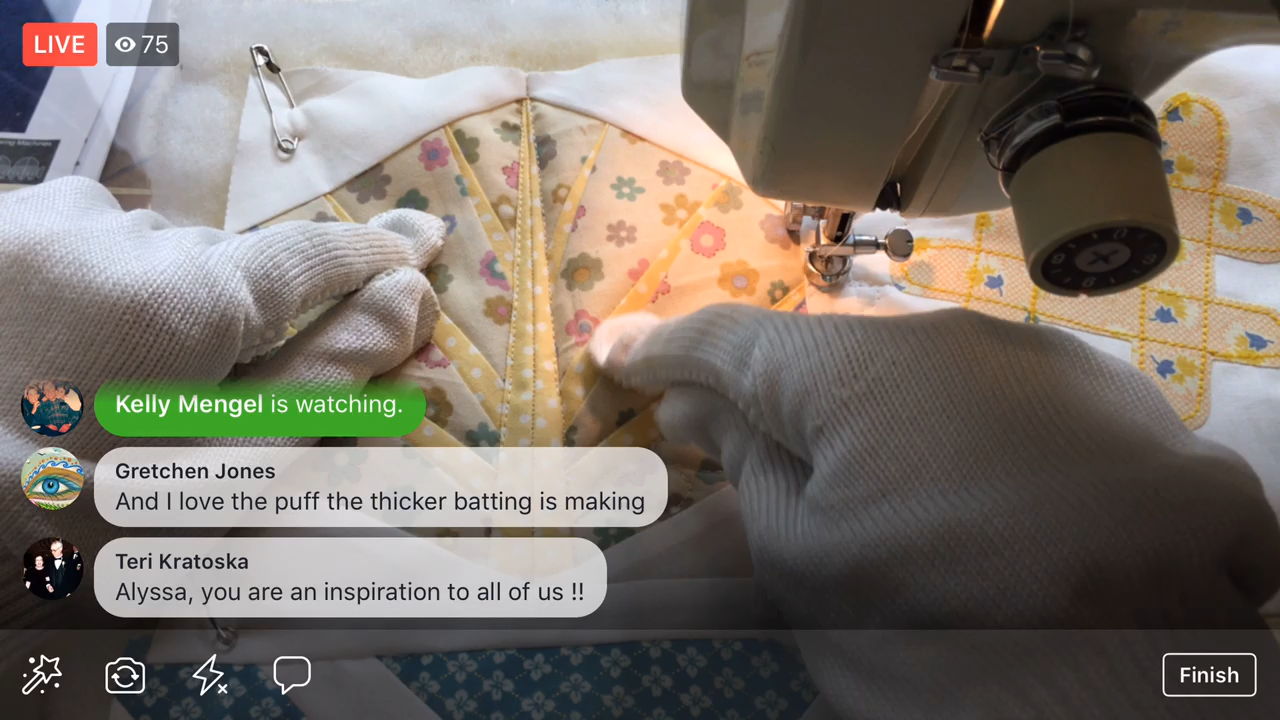 LIVE 75
Kelly Mengel is watching.
Gretchen Jones
And I love the puff the thicker batting is making
Teri Kratoska
Alyssa, you are an inspiration to all of us !!
Finish